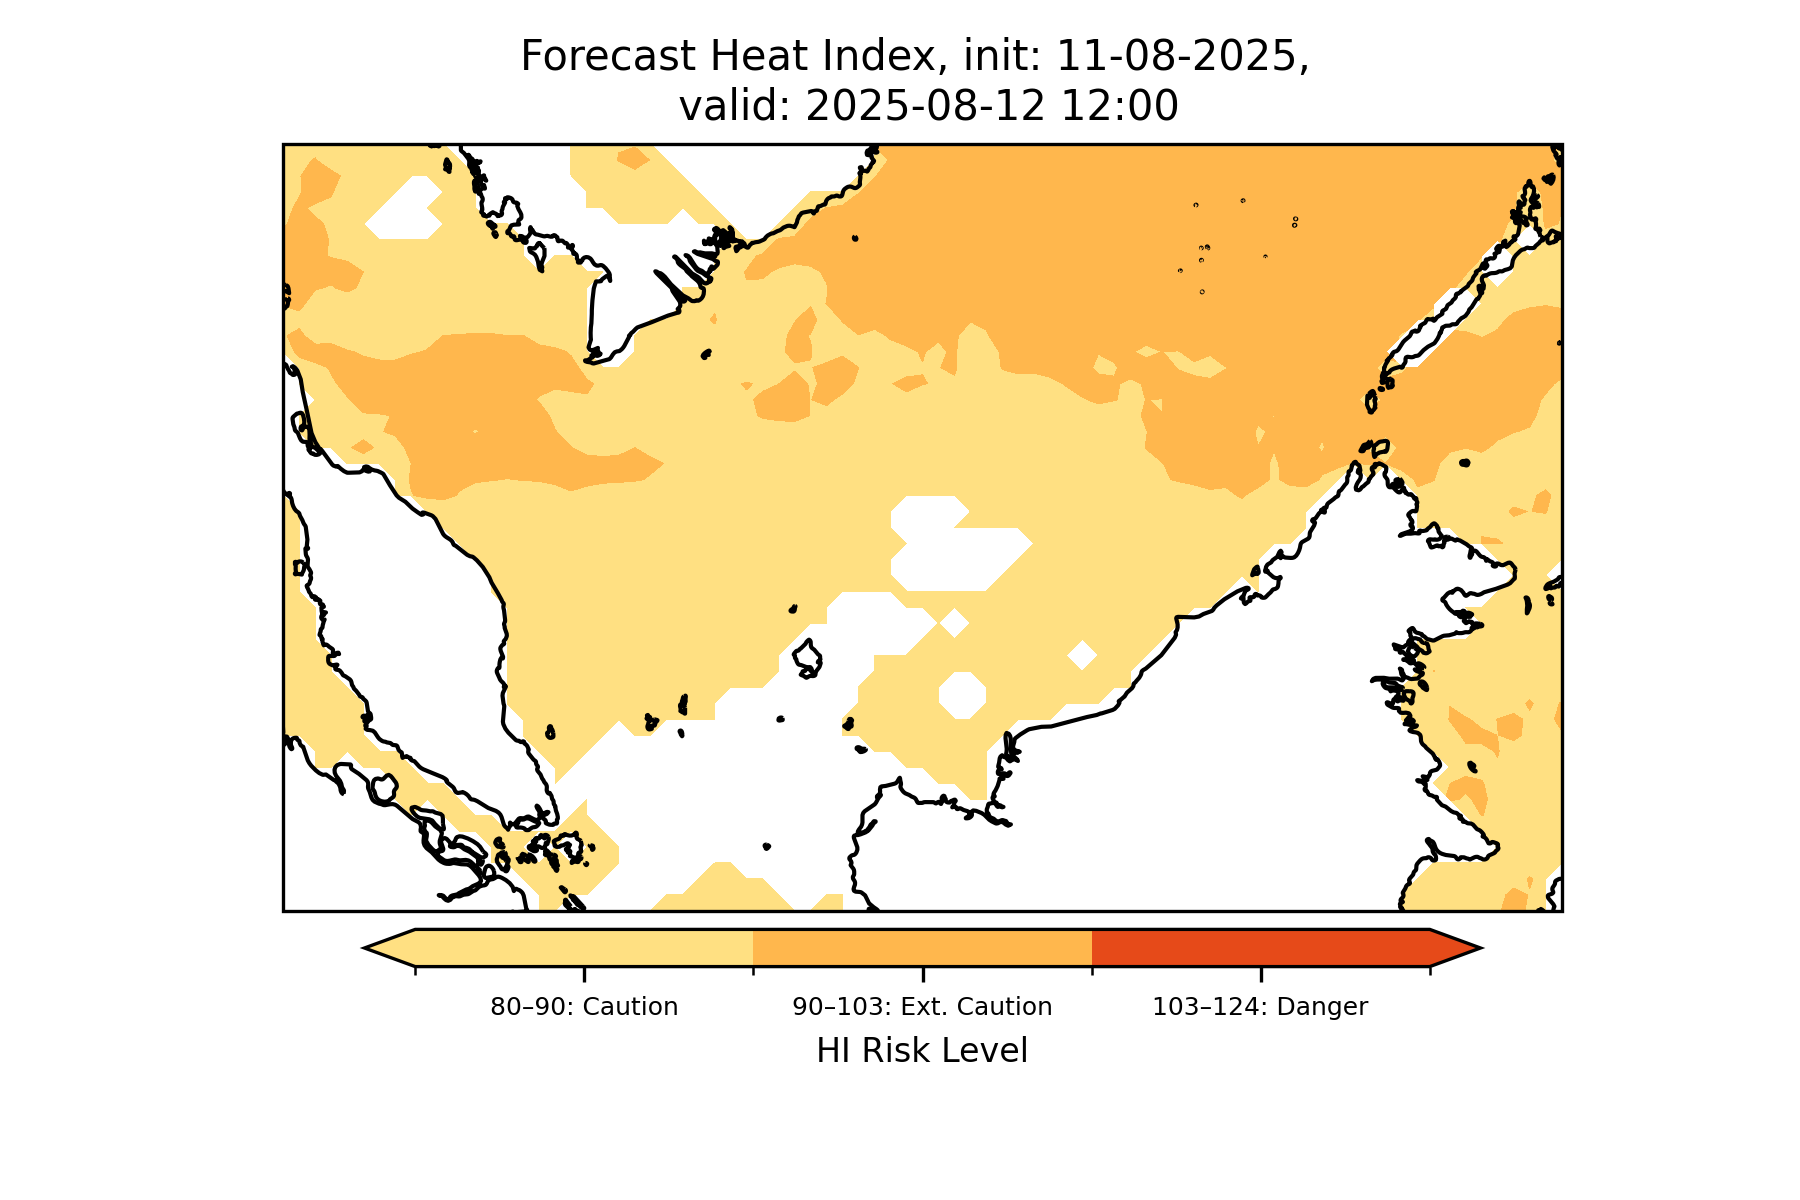 Forecast Heat Index, init: 11-08-2025,
valid: 2025-08-12 12:00
80–90: Caution
90–103: Ext. Caution
103–124: Danger
HI Risk Level